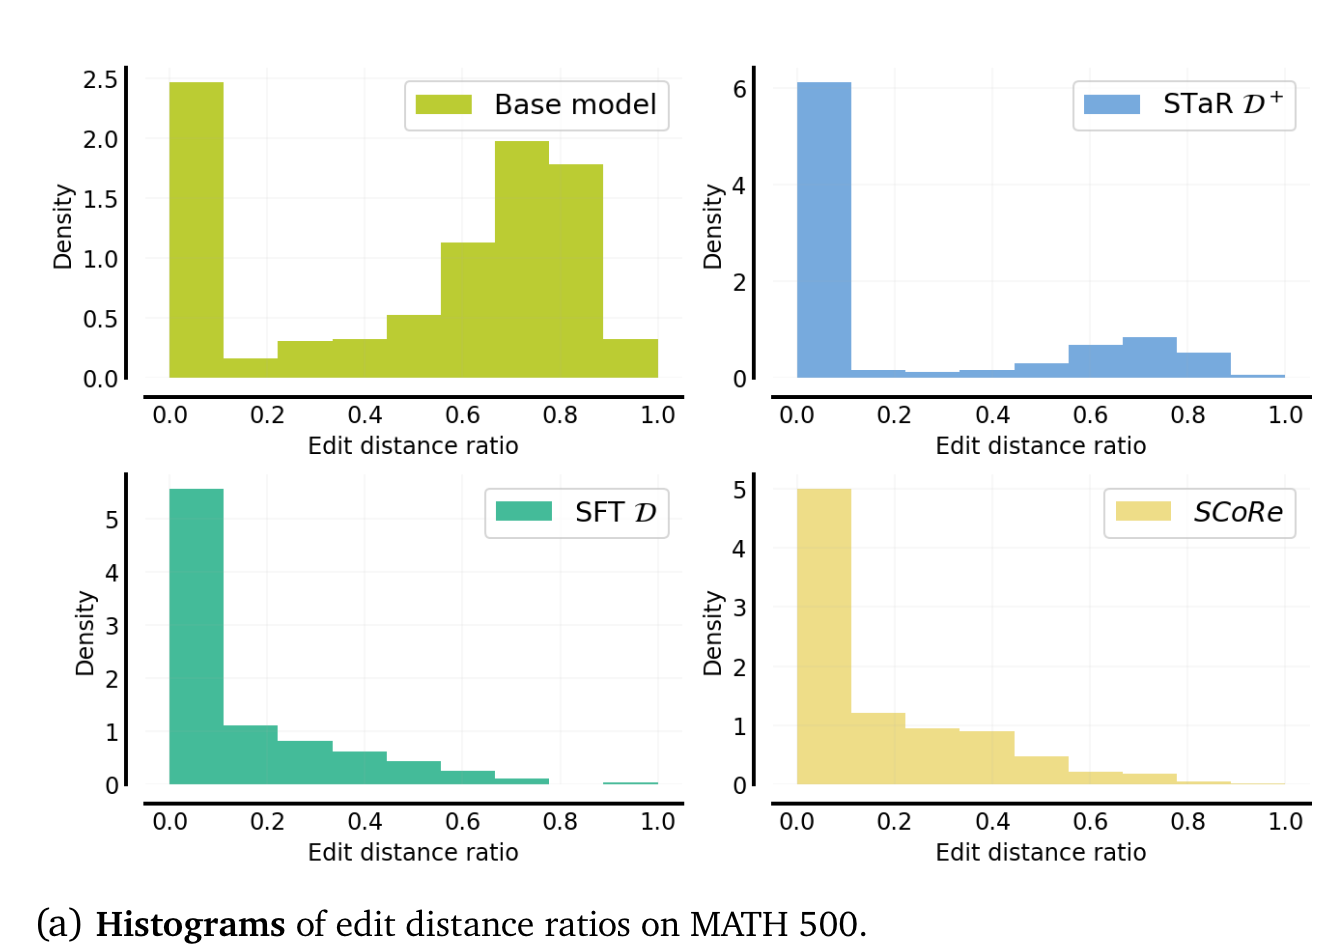 Base model
2.5
2.0
1.5
1.0
0.5
0.0
Density
0.0 0.2 0.4 0.6 0.8 1.0
Edit distance ratio
STaR 𝒟⁺
6
4
2
0
Density
0.0 0.2 0.4 0.6 0.8 1.0
Edit distance ratio
SFT 𝒟
5
4
3
2
1
0
Density
0.0 0.2 0.4 0.6 0.8 1.0
Edit distance ratio
SCoRe
5
4
3
2
1
0
Density
0.0 0.2 0.4 0.6 0.8 1.0
Edit distance ratio
(a) Histograms of edit distance ratios on MATH 500.